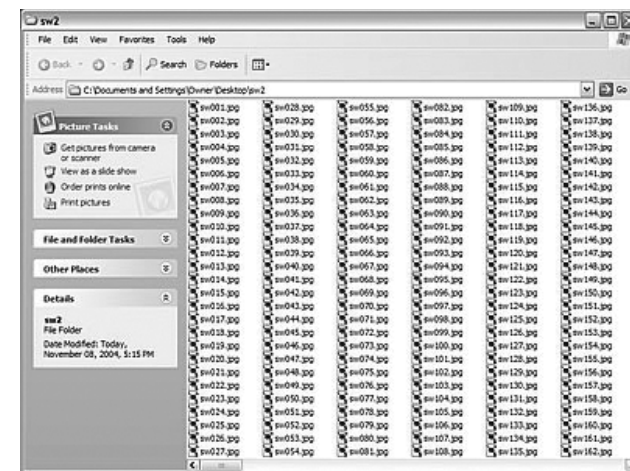 sw2
File Edit View Favorites Tools Help
Back Search Folders
Address C:\Documents and Settings\Owner\Desktop\sw2 Go
Picture Tasks
Get pictures from camera
or scanner
View as a slide show
Order prints online
Print pictures
File and Folder Tasks
Other Places
Details
sw2
File Folder
Date Modified: Today,
November 08, 2004, 5:15 PM
sw001.jpg sw028.jpg sw055.jpg sw082.jpg sw109.jpg sw136.jpg
sw002.jpg sw029.jpg sw056.jpg sw083.jpg sw110.jpg sw137.jpg
sw003.jpg sw030.jpg sw057.jpg sw084.jpg sw111.jpg sw138.jpg
sw004.jpg sw031.jpg sw058.jpg sw085.jpg sw112.jpg sw139.jpg
sw005.jpg sw032.jpg sw059.jpg sw086.jpg sw113.jpg sw140.jpg
sw006.jpg sw033.jpg sw060.jpg sw087.jpg sw114.jpg sw141.jpg
sw007.jpg sw034.jpg sw061.jpg sw088.jpg sw115.jpg sw142.jpg
sw008.jpg sw035.jpg sw062.jpg sw089.jpg sw116.jpg sw143.jpg
sw009.jpg sw036.jpg sw063.jpg sw090.jpg sw117.jpg sw144.jpg
sw010.jpg sw037.jpg sw064.jpg sw091.jpg sw118.jpg sw145.jpg
sw011.jpg sw038.jpg sw065.jpg sw092.jpg sw119.jpg sw146.jpg
sw012.jpg sw039.jpg sw066.jpg sw093.jpg sw120.jpg sw147.jpg
sw013.jpg sw040.jpg sw067.jpg sw094.jpg sw121.jpg sw148.jpg
sw014.jpg sw041.jpg sw068.jpg sw095.jpg sw122.jpg sw149.jpg
sw015.jpg sw042.jpg sw069.jpg sw096.jpg sw123.jpg sw150.jpg
sw016.jpg sw043.jpg sw070.jpg sw097.jpg sw124.jpg sw151.jpg
sw017.jpg sw044.jpg sw071.jpg sw098.jpg sw125.jpg sw152.jpg
sw018.jpg sw045.jpg sw072.jpg sw099.jpg sw126.jpg sw153.jpg
sw019.jpg sw046.jpg sw073.jpg sw100.jpg sw127.jpg sw154.jpg
sw020.jpg sw047.jpg sw074.jpg sw101.jpg sw128.jpg sw155.jpg
sw021.jpg sw048.jpg sw075.jpg sw102.jpg sw129.jpg sw156.jpg
sw022.jpg sw049.jpg sw076.jpg sw103.jpg sw130.jpg sw157.jpg
sw023.jpg sw050.jpg sw077.jpg sw104.jpg sw131.jpg sw158.jpg
sw024.jpg sw051.jpg sw078.jpg sw105.jpg sw132.jpg sw159.jpg
sw025.jpg sw052.jpg sw079.jpg sw106.jpg sw133.jpg sw160.jpg
sw026.jpg sw053.jpg sw080.jpg sw107.jpg sw134.jpg sw161.jpg
sw027.jpg sw054.jpg sw081.jpg sw108.jpg sw135.jpg sw162.jpg